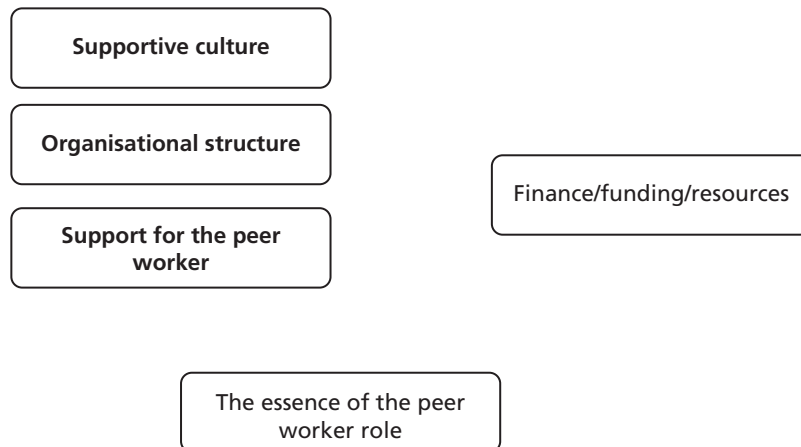 Supportive culture
Organisational structure
Support for the peer
worker
Finance/funding/resources
The essence of the peer
worker role